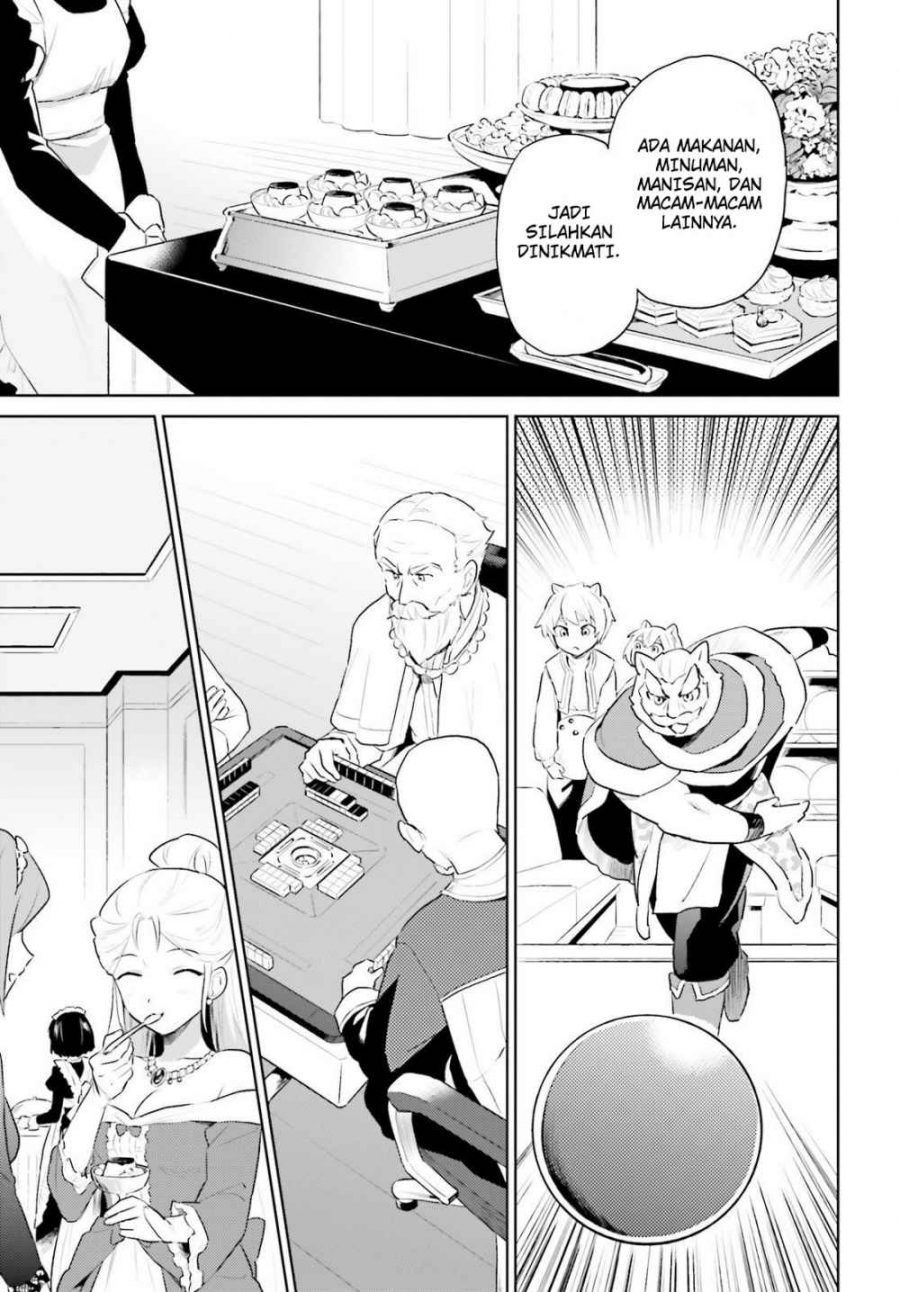 ADA MAKANAN,
MINUMAN,
MANISAN, DAN
MACAM-MACAM
LAINNYA.
JADI
SILAHKAN
DINIKMATI.